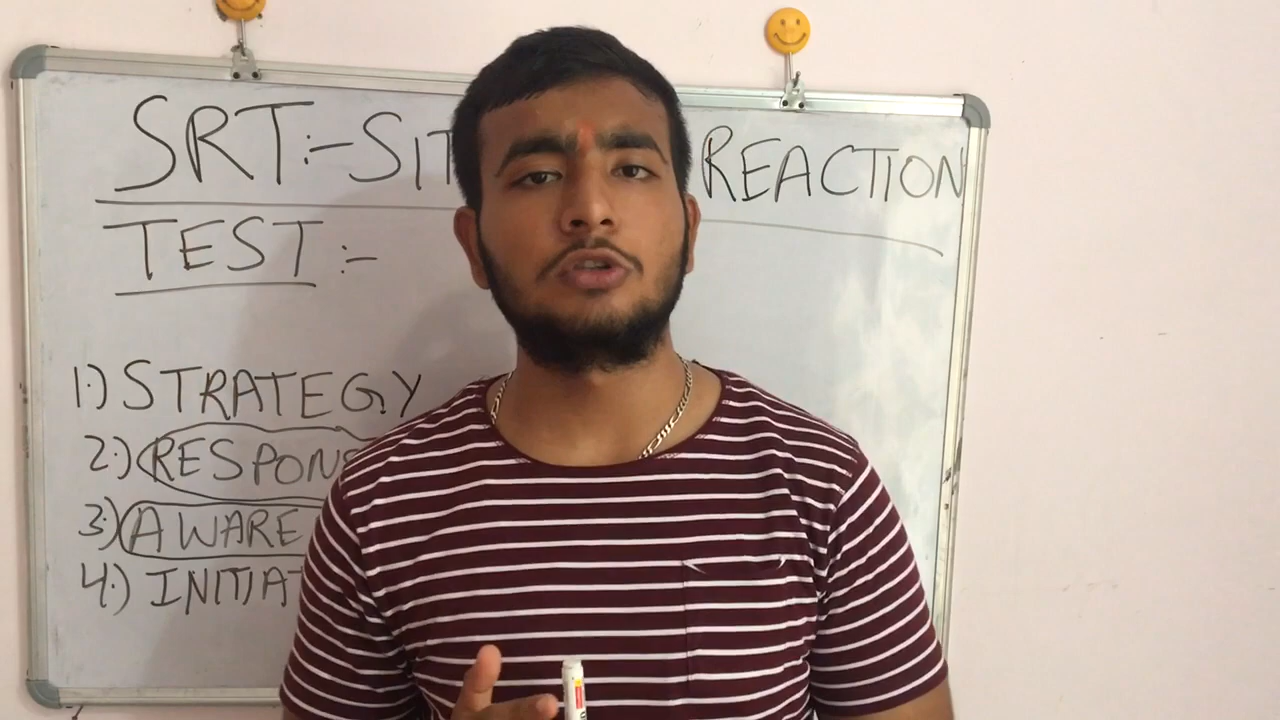 SRT:- SIT REACTION
TEST:-
1.) STRATEGY
2.) RESPONS
3.) AWARE
4.) INITIAT